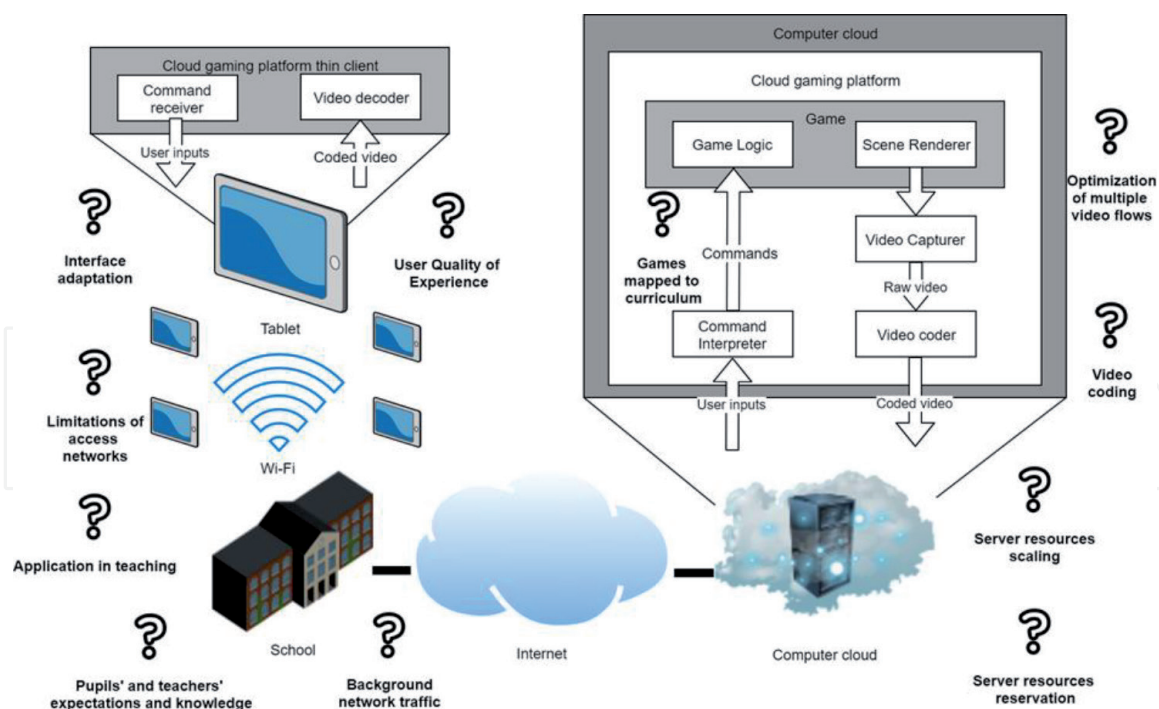 Cloud gaming platform thin client
Command
receiver
Video decoder
User inputs
Coded video
Interface
adaptation
User Quality of
Experience
Tablet
Limitations of
access
networks
Wi-Fi
Application in teaching
School
Pupils' and teachers'
expectations and knowledge
Background
network traffic
Internet
Computer cloud
Cloud gaming platform
Game
Game Logic
Scene Renderer
Games
mapped to
curriculum
Commands
Video Capturer
Raw video
Command
Interpreter
Video coder
User inputs
Coded video
Optimization
of multiple
video flows
Video
coding
Server resources
scaling
Computer cloud
Server resources
reservation